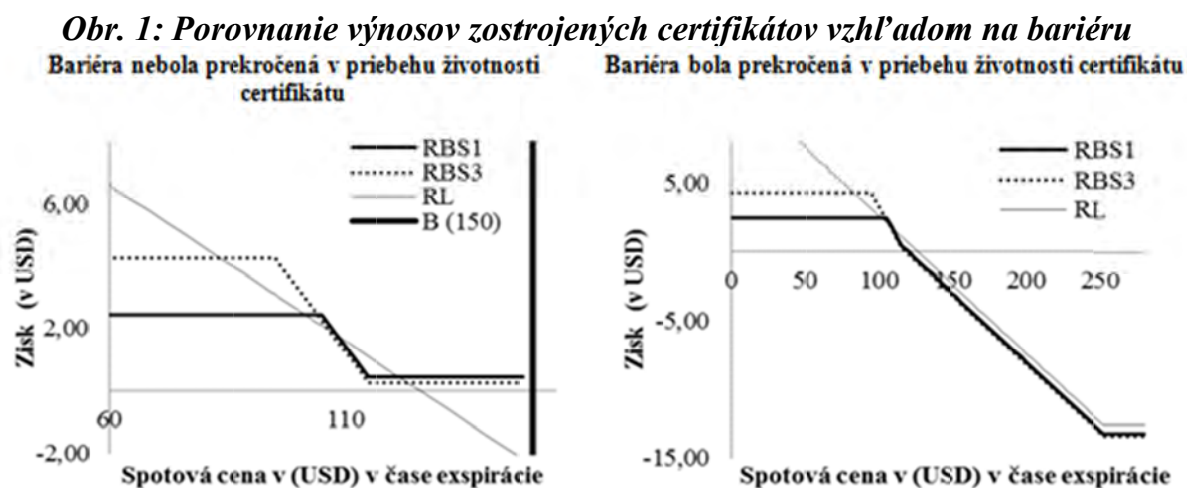 Obr. 1: Porovnanie výnosov zostrojených certifikátov vzhľadom na bariéru
Bariéra nebola prekročená v priebehu životnosti
certifikátu
RBS1
RBS3
RL
B (150)
6,00
2,00
-2,00
60
110
Zisk (v USD)
Spotová cena v (USD) v čase exspirácie
Bariéra bola prekročená v priebehu životnosti certifikátu
RBS1
RBS3
RL
5,00
-5,00
-15,00
0
50
100
150
200
250
Zisk (v USD)
Spotová cena v (USD) v čase exspirácie